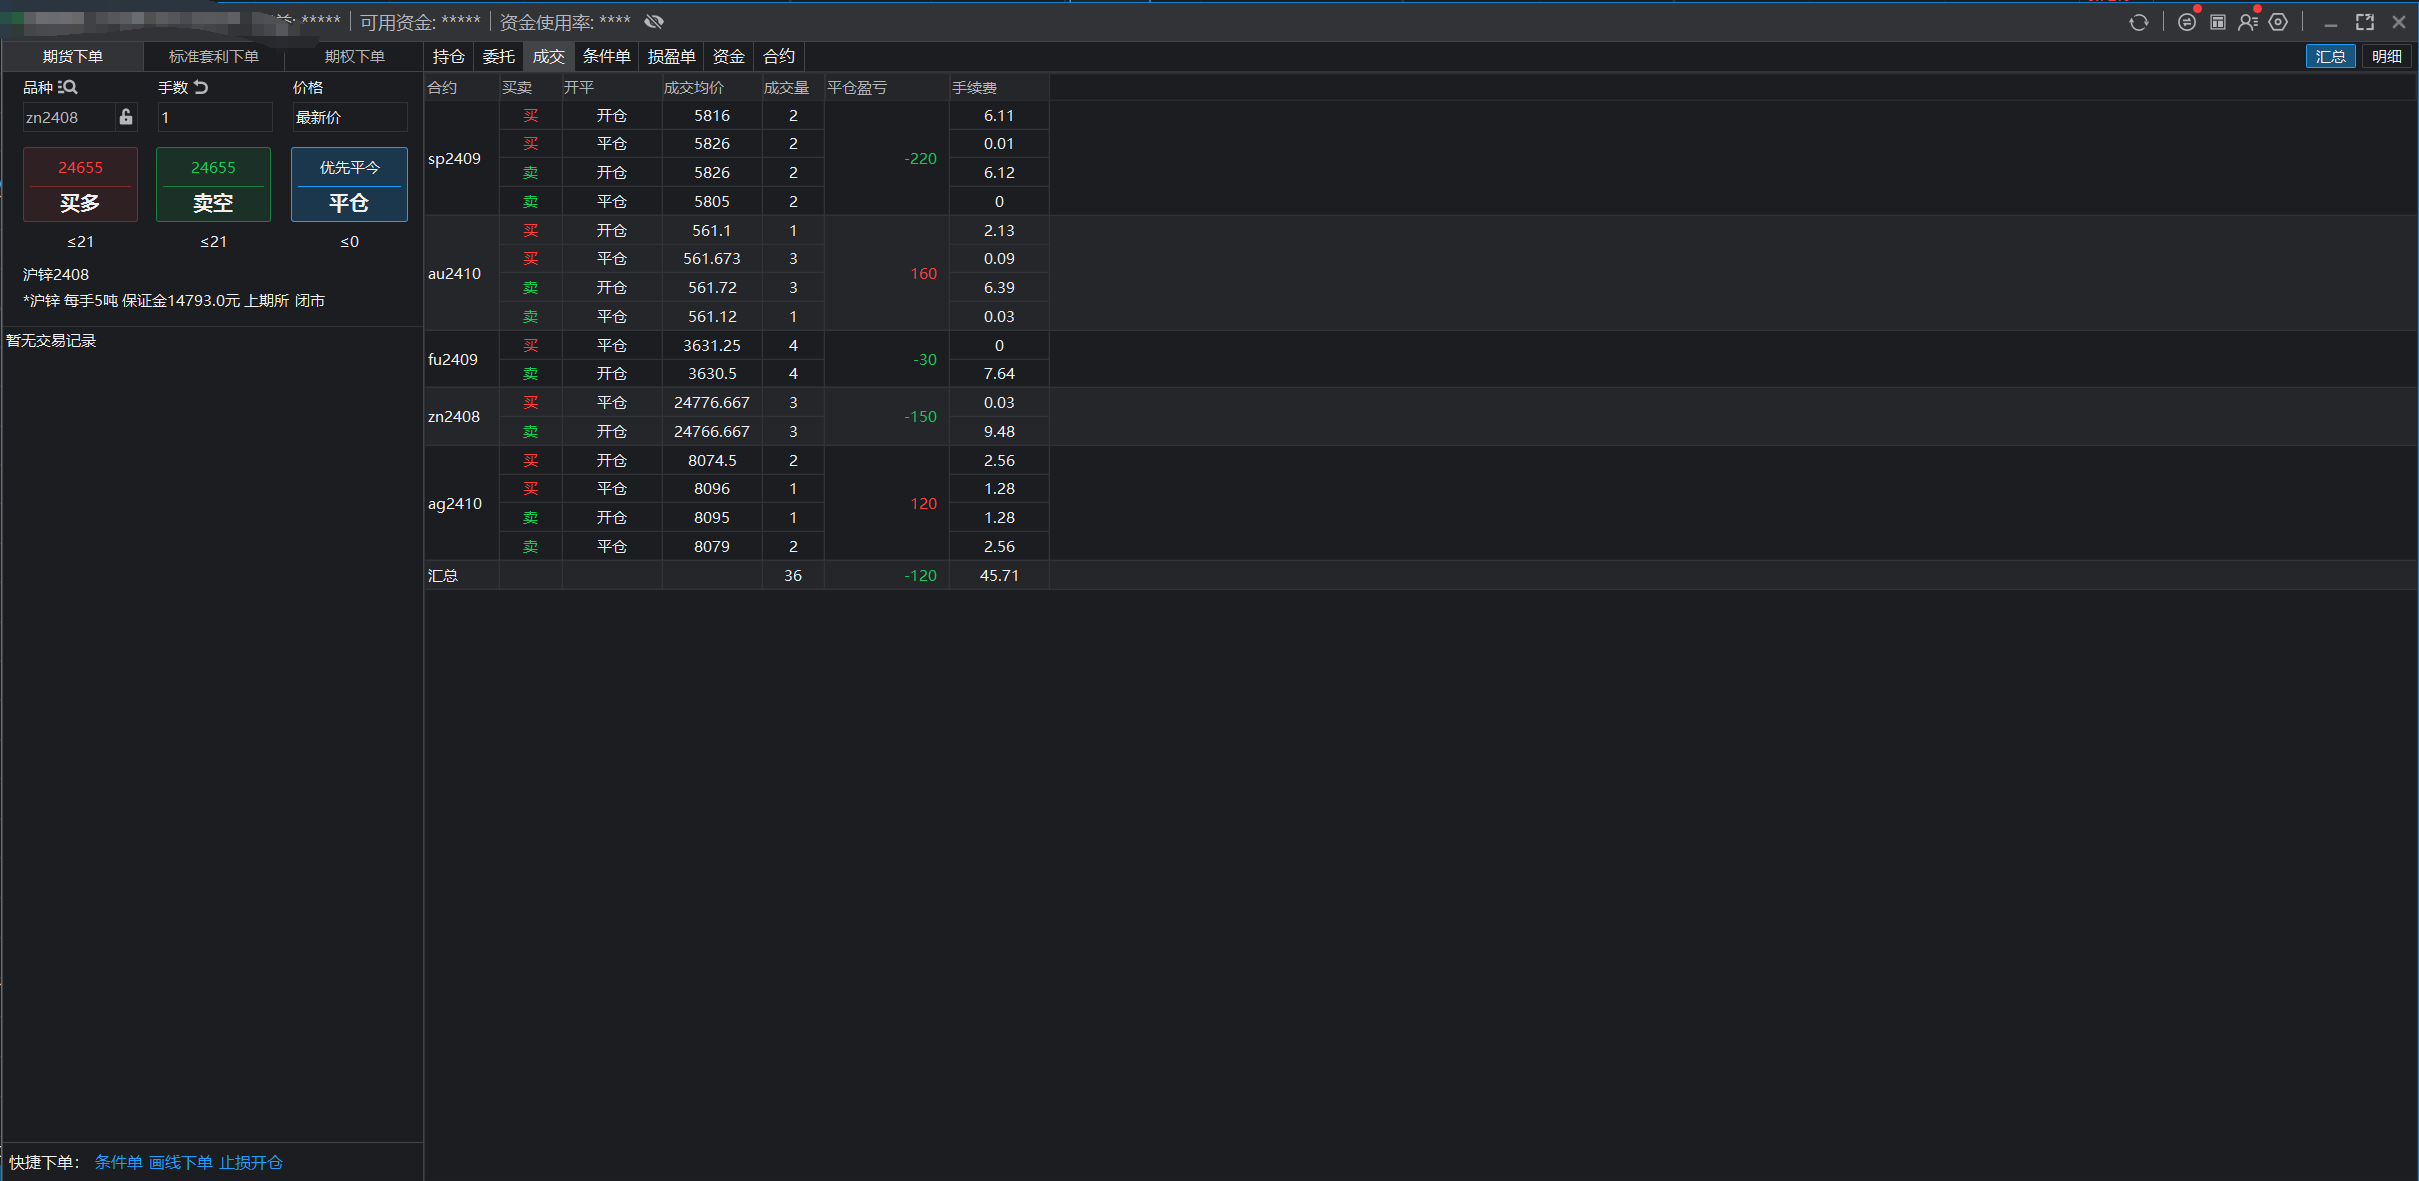 益: ***** 可用资金: ***** 资金使用率: ****
期货下单 标准套利下单 期权下单
品种 手数 价格
zn2408 1 最新价
24655 24655 优先平今
买多 卖空 平仓
≤21 ≤21 ≤0
沪锌2408
*沪锌 每手5吨 保证金14793.0元 上期所 闭市
暂无交易记录
快捷下单: 条件单 画线下单 止损开仓
持仓 委托 成交 条件单 损盈单 资金 合约 汇总 明细
合约 买卖 开平 成交均价 成交量 平仓盈亏 手续费
sp2409 买 开仓 5816 2 -220 6.11
买 平仓 5826 2 0.01
卖 开仓 5826 2 6.12
卖 平仓 5805 2 0
au2410 买 开仓 561.1 1 160 2.13
买 平仓 561.673 3 0.09
卖 开仓 561.72 3 6.39
卖 平仓 561.12 1 0.03
fu2409 买 平仓 3631.25 4 -30 0
卖 开仓 3630.5 4 7.64
zn2408 买 平仓 24776.667 3 -150 0.03
卖 开仓 24766.667 3 9.48
ag2410 买 开仓 8074.5 2 120 2.56
买 平仓 8096 1 1.28
卖 开仓 8095 1 1.28
卖 平仓 8079 2 2.56
汇总 36 -120 45.71